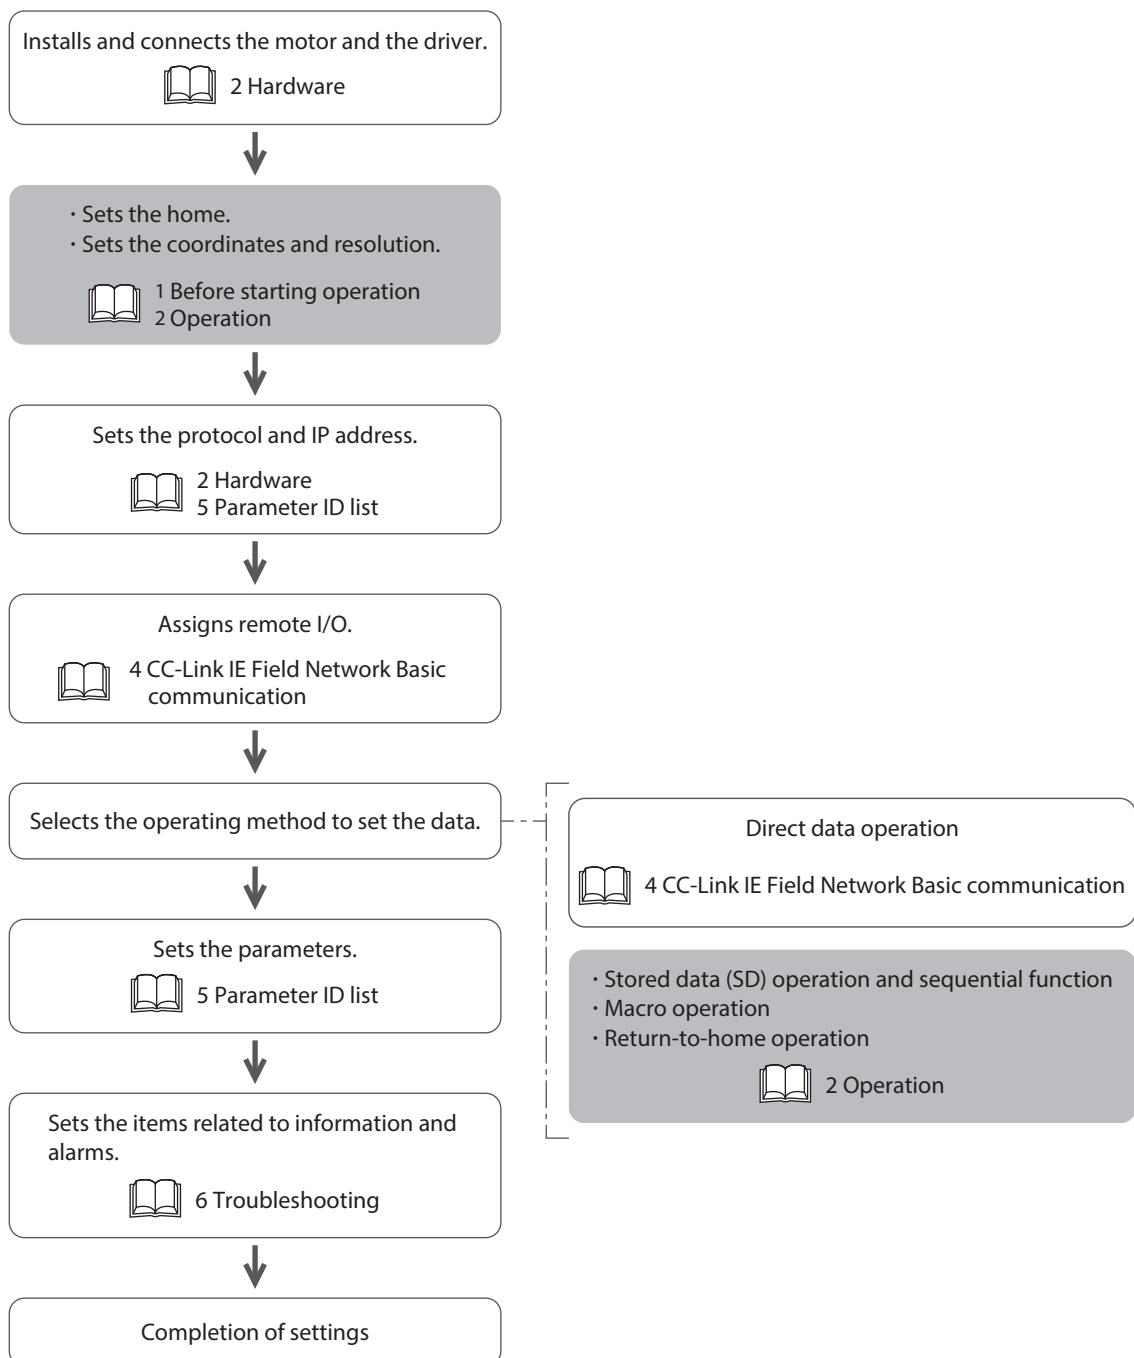 Installs and connects the motor and the driver.
2 Hardware
· Sets the home.
· Sets the coordinates and resolution.
1 Before starting operation
2 Operation
Sets the protocol and IP address.
2 Hardware
5 Parameter ID list
Assigns remote I/O.
4 CC-Link IE Field Network Basic
communication
Selects the operating method to set the data.
Direct data operation
4 CC-Link IE Field Network Basic communication
· Stored data (SD) operation and sequential function
· Macro operation
· Return-to-home operation
2 Operation
Sets the parameters.
5 Parameter ID list
Sets the items related to information and
alarms.
6 Troubleshooting
Completion of settings